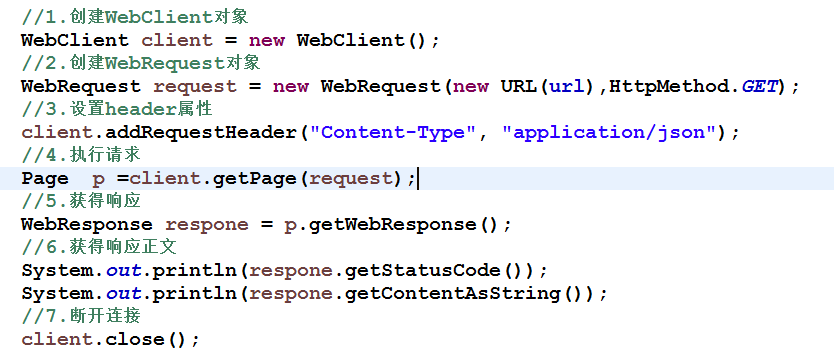 //1.创建WebClient对象
WebClient client = new WebClient();
//2.创建WebRequest对象
WebRequest request = new WebRequest(new URL(url),HttpMethod.GET);
//3.设置header属性
client.addRequestHeader("Content-Type", "application/json");
//4.执行请求
Page  p =client.getPage(request);
//5.获得响应
WebResponse respone = p.getWebResponse();
//6.获得响应正文
System.out.println(respone.getStatusCode());
System.out.println(respone.getContentAsString());
//7.断开连接
client.close();